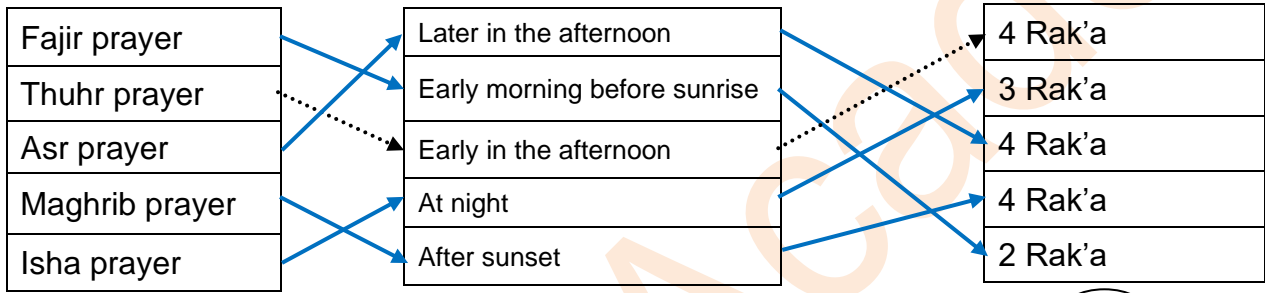 Fajir prayer
Thuhr prayer
Asr prayer
Maghrib prayer
Isha prayer
Later in the afternoon
Early morning before sunrise
Early in the afternoon
At night
After sunset
4 Rak’a
3 Rak’a
4 Rak’a
4 Rak’a
2 Rak’a